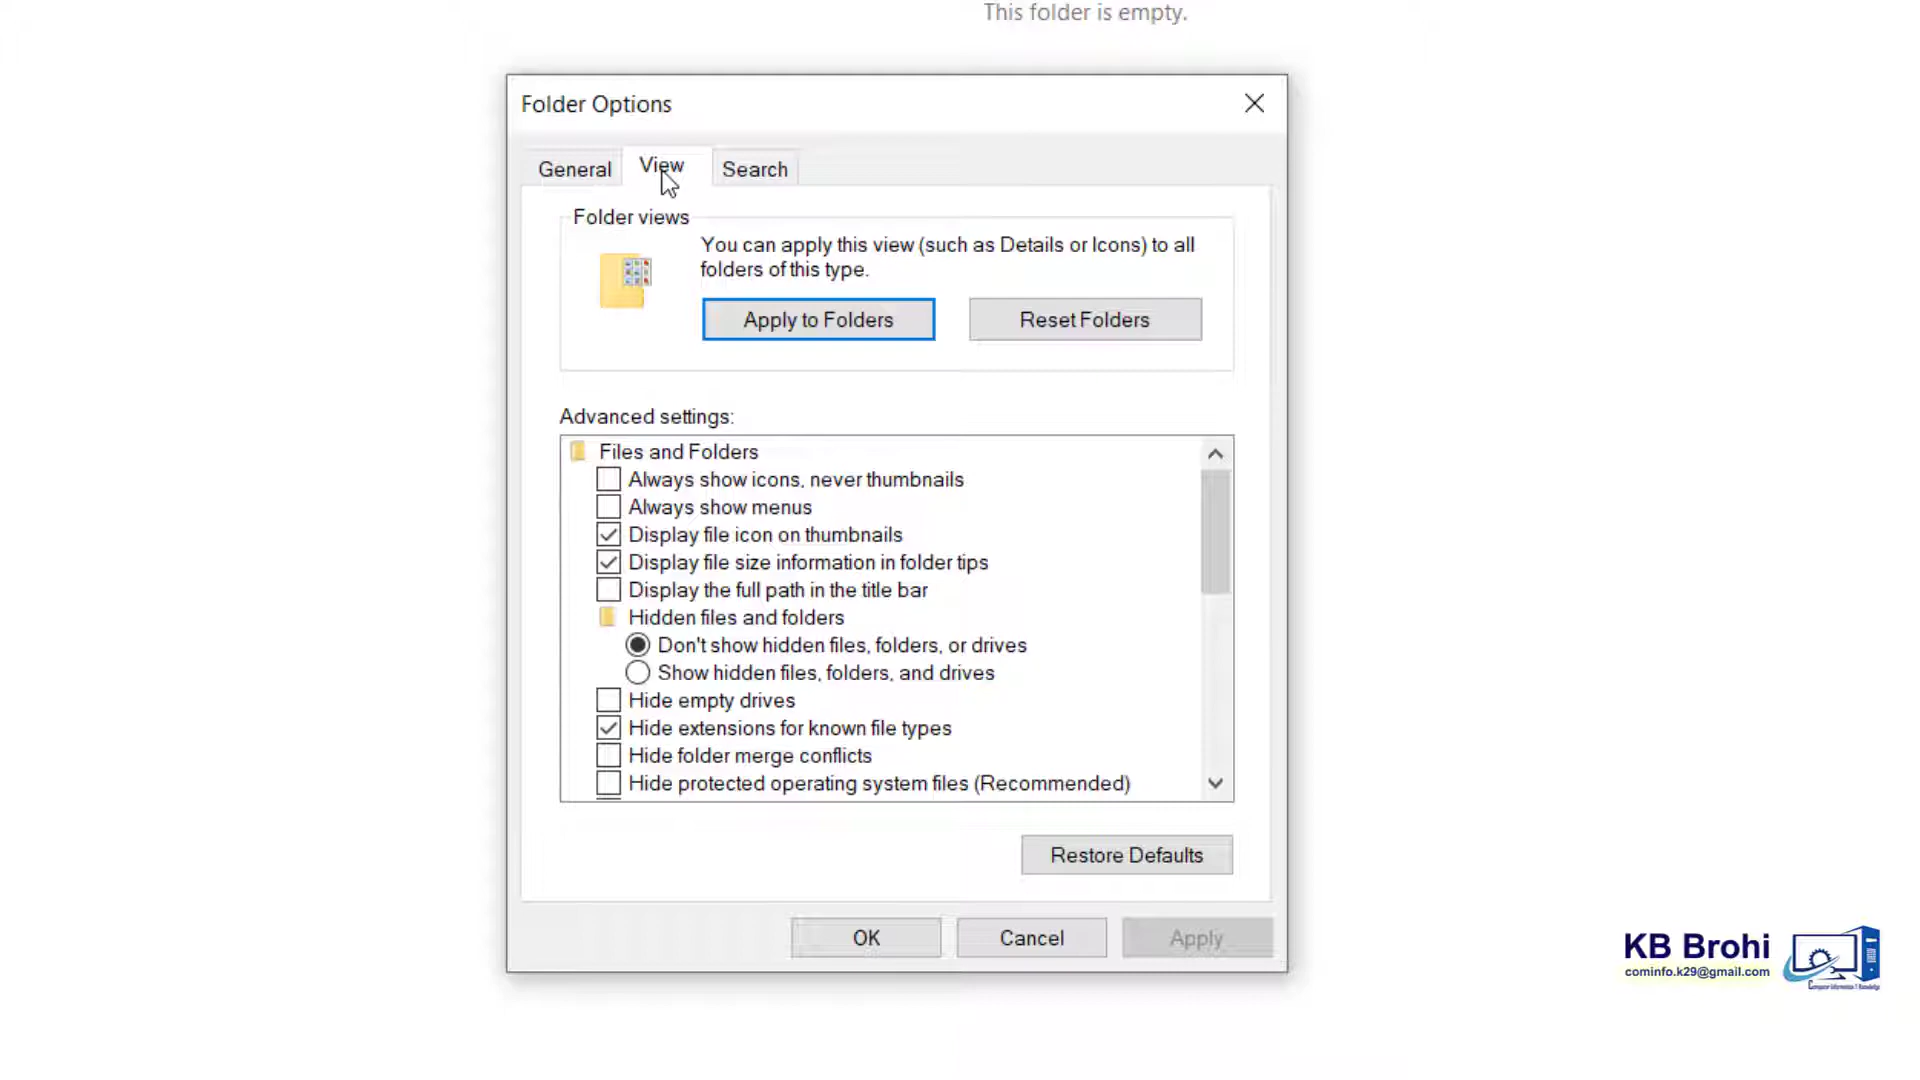 This folder is empty.
Folder Options
General
View
Search
Folder views
You can apply this view (such as Details or Icons) to all
folders of this type.
Apply to Folders
Reset Folders
Advanced settings:
Files and Folders
Always show icons, never thumbnails
Always show menus
Display file icon on thumbnails
Display file size information in folder tips
Display the full path in the title bar
Hidden files and folders
Don't show hidden files, folders, or drives
Show hidden files, folders, and drives
Hide empty drives
Hide extensions for known file types
Hide folder merge conflicts
Hide protected operating system files (Recommended)
Restore Defaults
OK
Cancel
Apply
KB Brohi
cominfo.k29@gmail.com